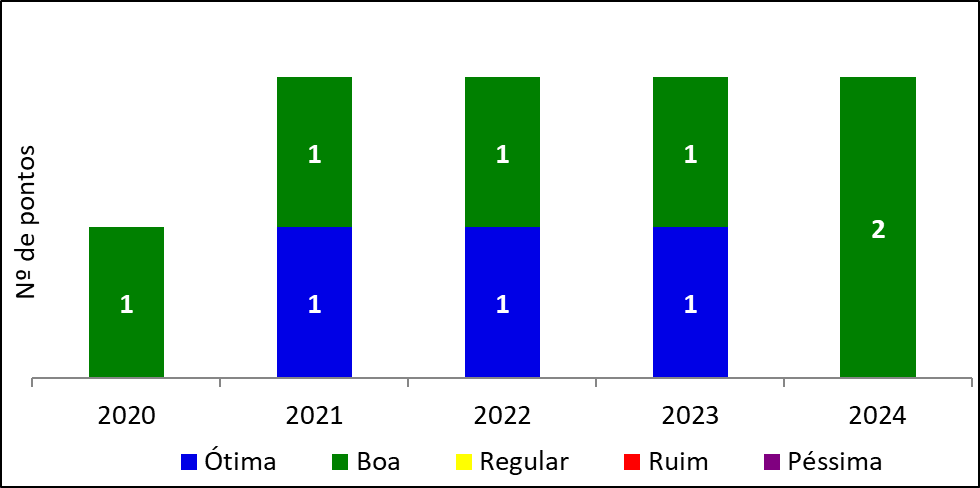 Nº de pontos
1 1 1
2
1 1 1 1
2020 2021 2022 2023 2024
Ótima Boa Regular Ruim Péssima